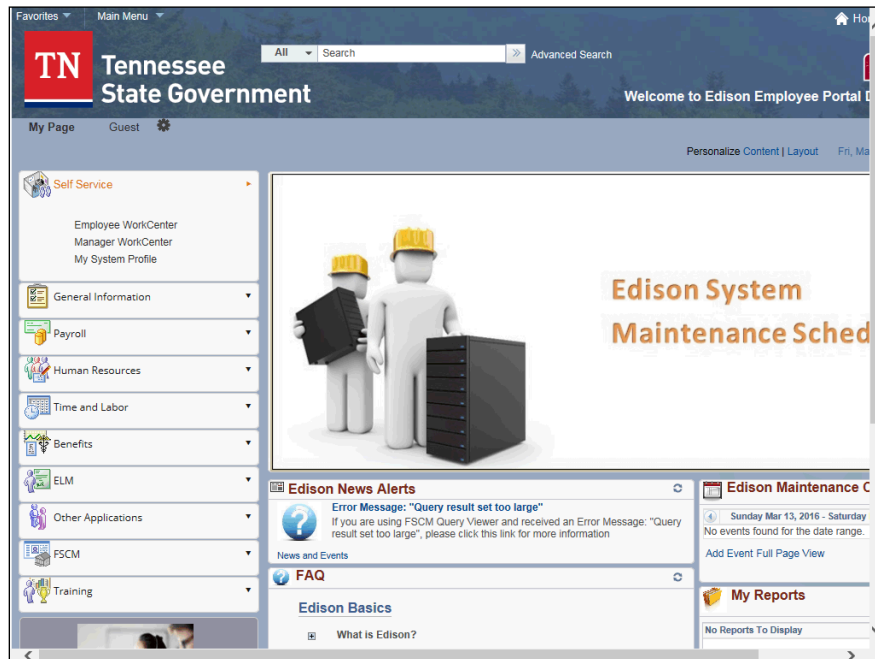 Favorites Main Menu
TN Tennessee
State Government
All Search Advanced Search
Welcome to Edison Employee Portal
My Page Guest
Personalize Content | Layout Fri,
Self Service
Employee WorkCenter
Manager WorkCenter
My System Profile
General Information
Payroll
Human Resources
Time and Labor
Benefits
ELM
Other Applications
FSCM
Training
Edison System
Maintenance Sched
Edison News Alerts
Error Message: "Query result set too large"
If you are using FSCM Query Viewer and received an Error Message: "Query
result set too large", please click this link for more information
News and Events
FAQ
Edison Basics
What is Edison?
Edison Maintenance
Sunday Mar 13, 2016 - Saturday
No events found for the date range.
Add Event Full Page View
My Reports
No Reports To Display